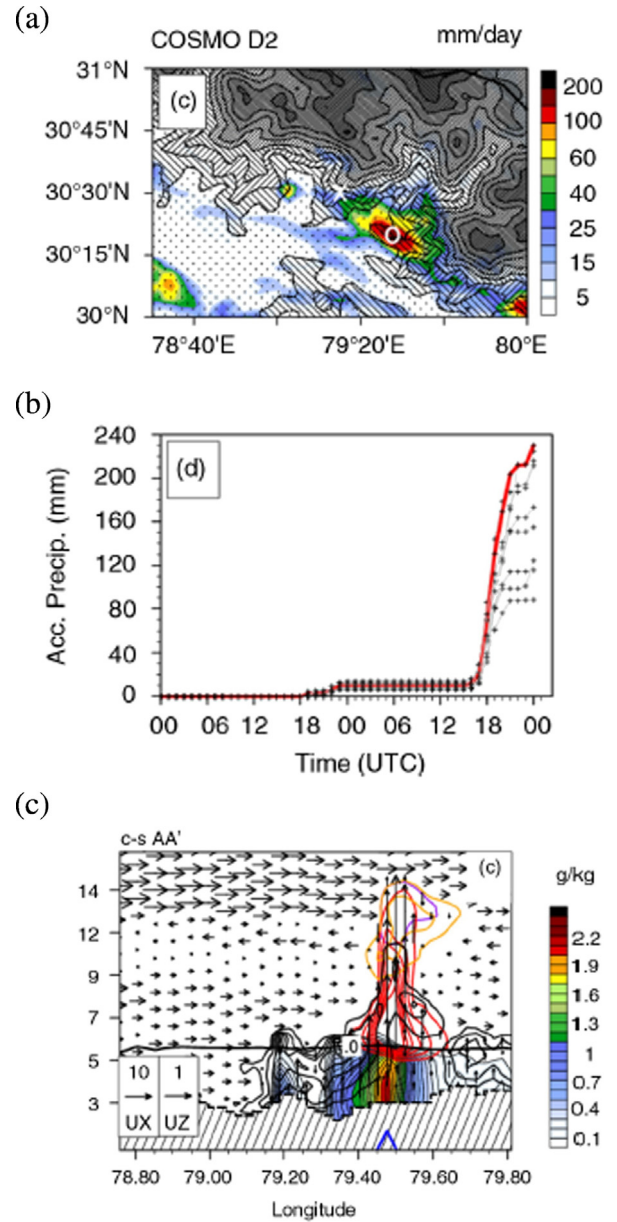 (a)
COSMO D2 mm/day
(c)
31°N
30°45'N
30°30'N
30°15'N
30°N
78°40'E 79°20'E 80°E
200
100
60
40
25
15
5
(b)
(d)
Acc. Precip. (mm)
240
200
160
120
80
40
0
00 06 12 18 00 06 12 18 00
Time (UTC)
(c)
c-s AA'
(c)
14
12
9
7
5
3
.0
10 1
UX UZ
78.80 79.00 79.20 79.40 79.60 79.80
Longitude
g/kg
2.2
1.9
1.6
1.3
1
0.7
0.4
0.1